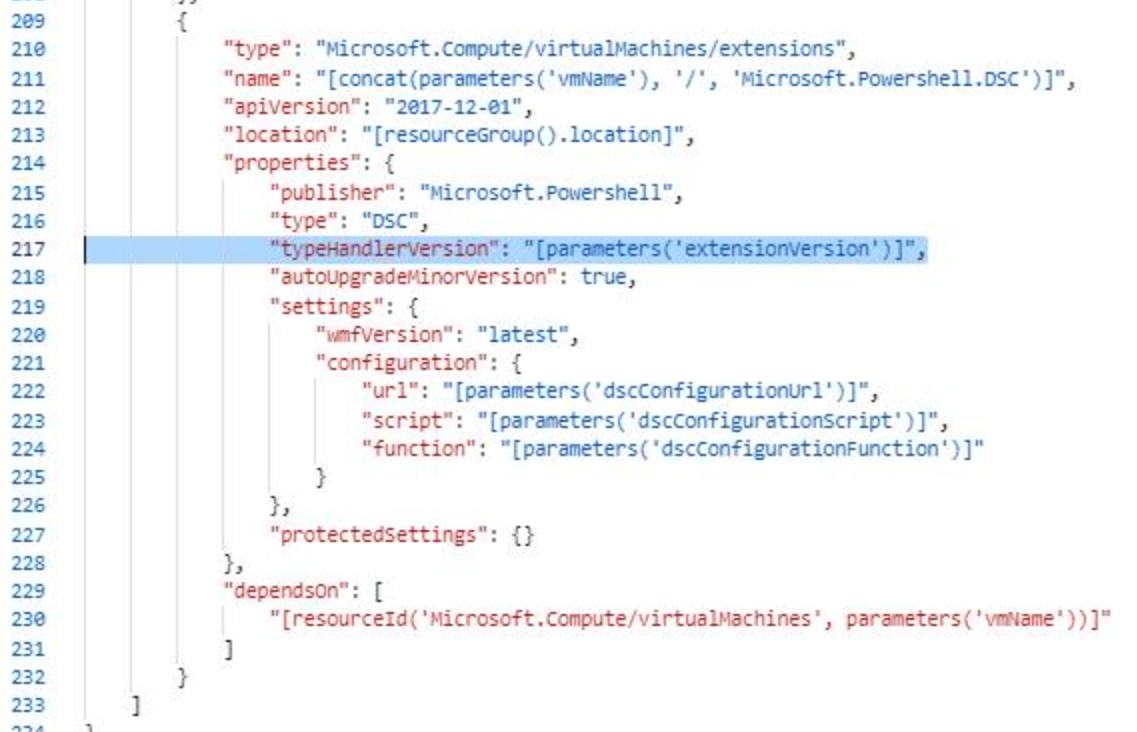 209 {
210 "type": "Microsoft.Compute/virtualMachines/extensions",
211 "name": "[concat(parameters('vmName'), '/', 'Microsoft.Powershell.DSC')]",
212 "apiVersion": "2017-12-01",
213 "location": "[resourceGroup().location]",
214 "properties": {
215 "publisher": "Microsoft.Powershell",
216 "type": "DSC",
217 "typeHandlerVersion": "[parameters('extensionVersion')]",
218 "autoUpgradeMinorVersion": true,
219 "settings": {
220 "wmfVersion": "latest",
221 "configuration": {
222 "url": "[parameters('dscConfigurationUrl')]",
223 "script": "[parameters('dscConfigurationScript')]",
224 "function": "[parameters('dscConfigurationFunction')]"
225 }
226 },
227 "protectedSettings": {}
228 },
229 "dependsOn": [
230 "[resourceId('Microsoft.Compute/virtualMachines', parameters('vmName'))]"
231 ]
232 }
233 ]